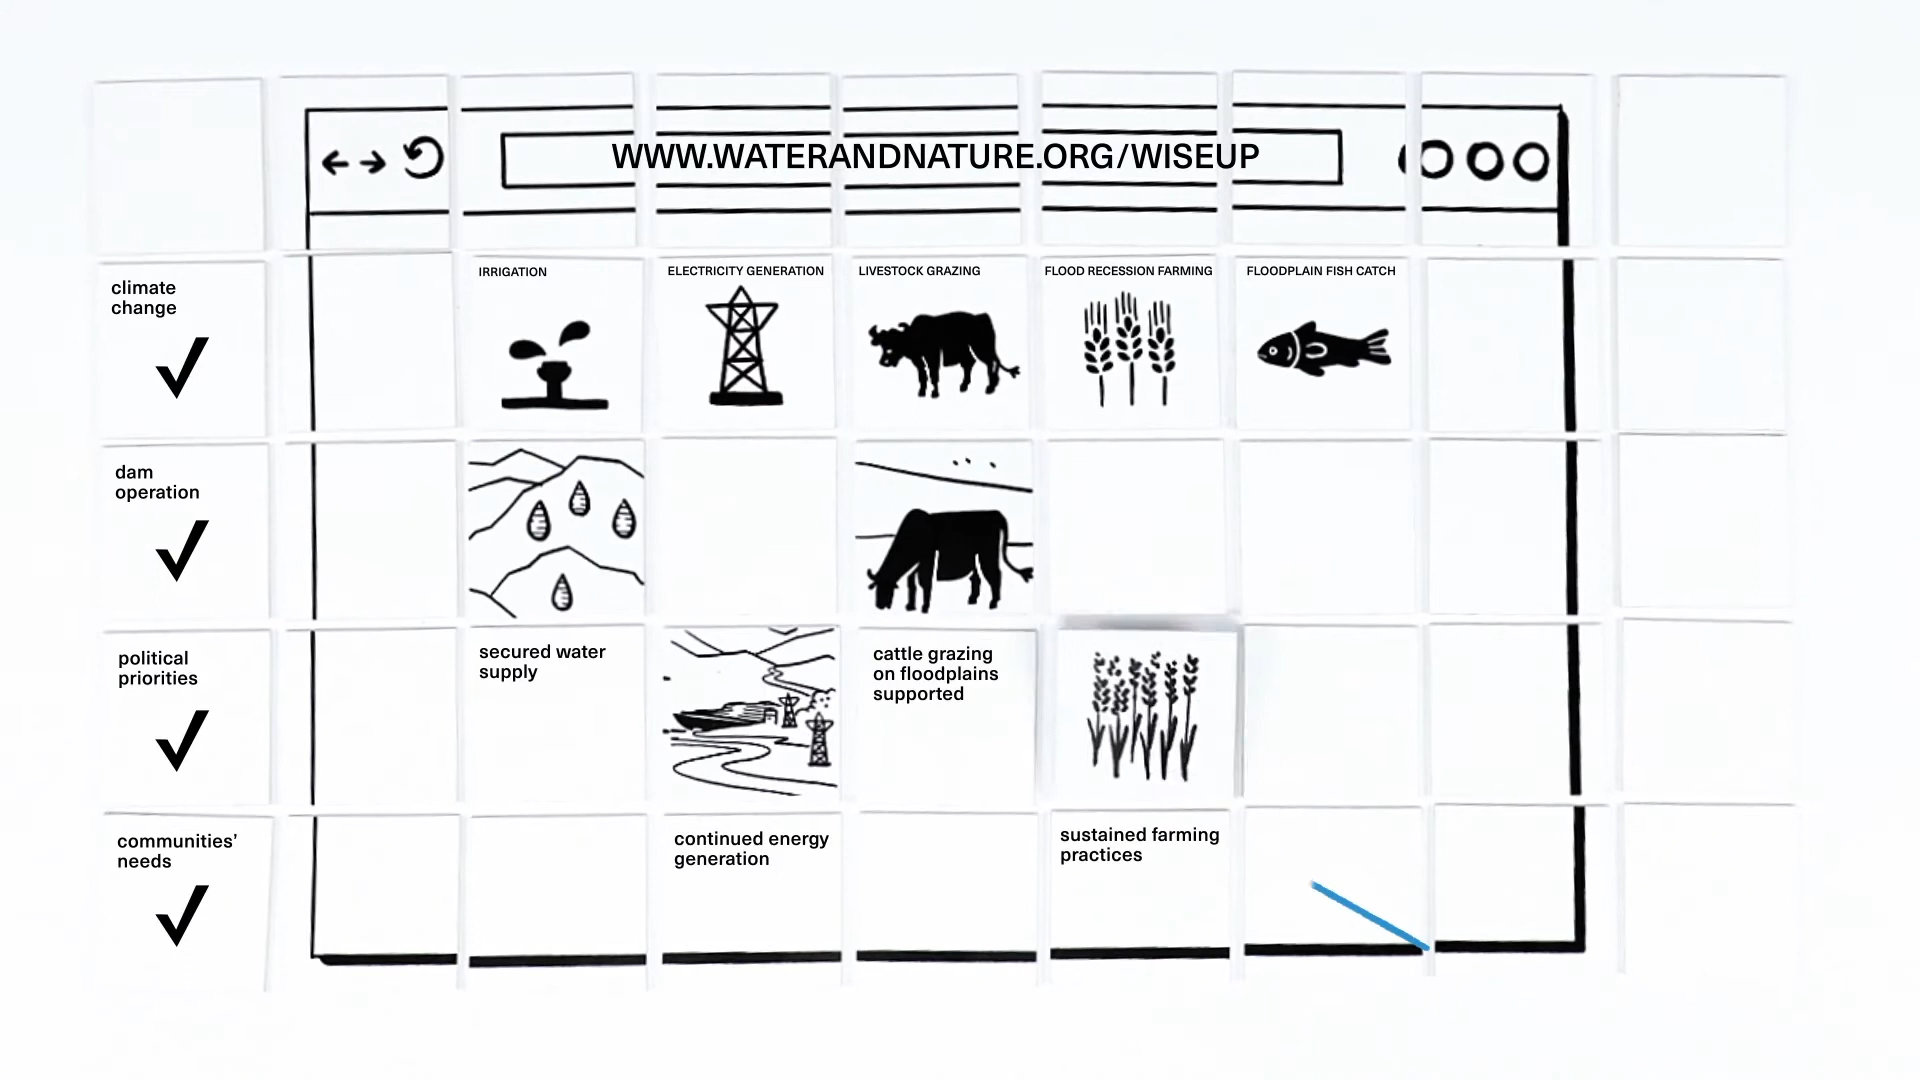 WWW.WATERANDNATURE.ORG/WISEUP
climate
change
IRRIGATION
ELECTRICITY GENERATION
LIVESTOCK GRAZING
FLOOD RECESSION FARMING
FLOODPLAIN FISH CATCH
dam
operation
political
priorities
secured water
supply
cattle grazing
on floodplains
supported
communities'
needs
continued energy
generation
sustained farming
practices